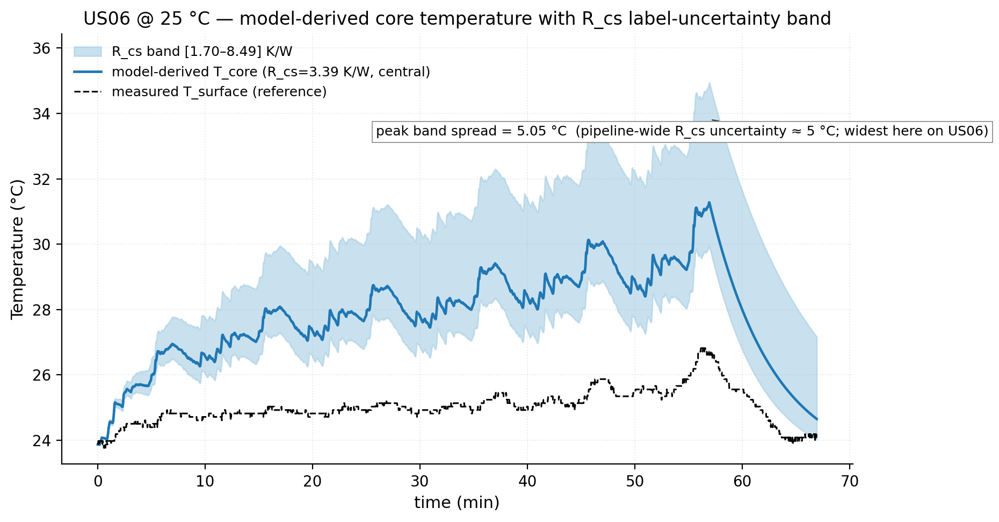 US06 @ 25 °C — model-derived core temperature with R_cs label-uncertainty band
R_cs band [1.70–8.49] K/W
model-derived T_core (R_cs=3.39 K/W, central)
measured T_surface (reference)
peak band spread = 5.05 °C  (pipeline-wide R_cs uncertainty ≈ 5 °C; widest here on US06)
Temperature (°C)
36
34
32
30
28
26
24
0 10 20 30 40 50 60 70
time (min)